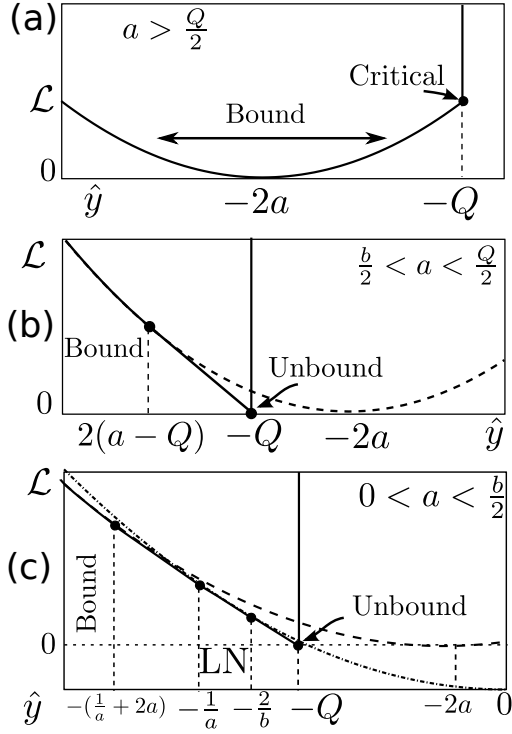 (a)
a > Q/2
Critical
ℒ
Bound
0
ŷ
−2a
−Q
ℒ
b/2 < a < Q/2
(b)
Bound
Unbound
0
2(a − Q)
−Q
−2a
ŷ
ℒ
0 < a < b/2
(c)
Bound
Unbound
0
LN
ŷ
−(1/a + 2a)
−1/a
−2/b
−Q
−2a
0